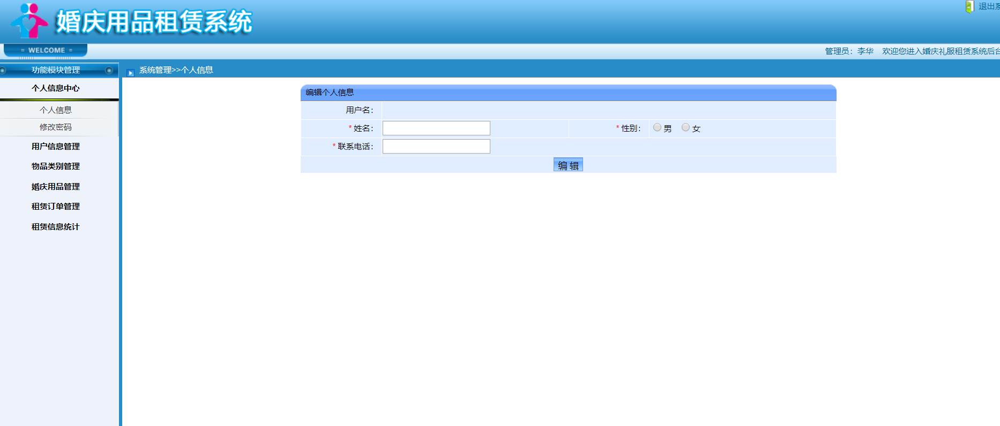 婚庆用品租赁系统
退出系
= WELCOME =
管理员：李华 欢迎您进入婚庆礼服租赁系统后台
功能模块管理
系统管理>>个人信息
个人信息中心
个人信息
修改密码
用户信息管理
物品类别管理
婚庆用品管理
租赁订单管理
租赁信息统计
编辑个人信息
用户名：
* 姓名：
* 性别： 男 女
* 联系电话：
编 辑